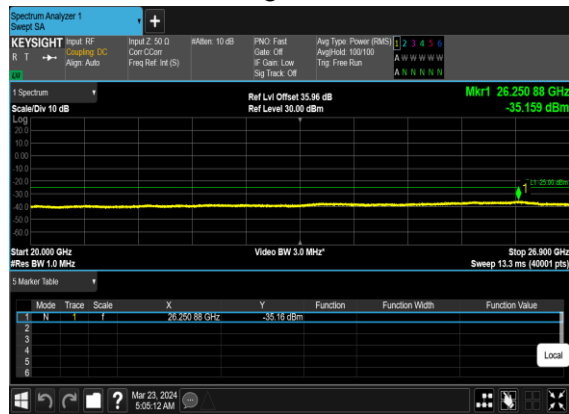 Spectrum Analyzer 1
Swept SA
+
KEYSIGHT Input: RF Input Z: 50 Ω #Atten: 10 dB PNO: Fast Avg Type: Power (RMS) 1 2 3 4 5 6
R T Coupling: DC Corr CCorr Gate: Off Avg|Hold: 100/100 A W W W W W
Align: Auto Freq Ref: Int (S) IF Gain: Low Trig: Free Run
Sig Track: Off A N N N N N
LXI
1 Spectrum Ref Lvl Offset 35.96 dB Mkr1 26.250 88 GHz
Scale/Div 10 dB Ref Level 30.00 dBm -35.159 dBm
Log
20.0
10.0
0.00
-10.0
-20.0
1 L1 -25.00 dBm
-30.0
-40.0
-50.0
-60.0
Start 20.000 GHz Video BW 3.0 MHz* Stop 26.900 GHz
#Res BW 1.0 MHz Sweep 13.3 ms (40001 pts)
5 Marker Table
Mode Trace Scale X Y Function Function Width Function Value
1 N 1 f 26.250 88 GHz -35.16 dBm
2
3
4
5
6
Local
? Mar 23, 2024
5:05:12 AM